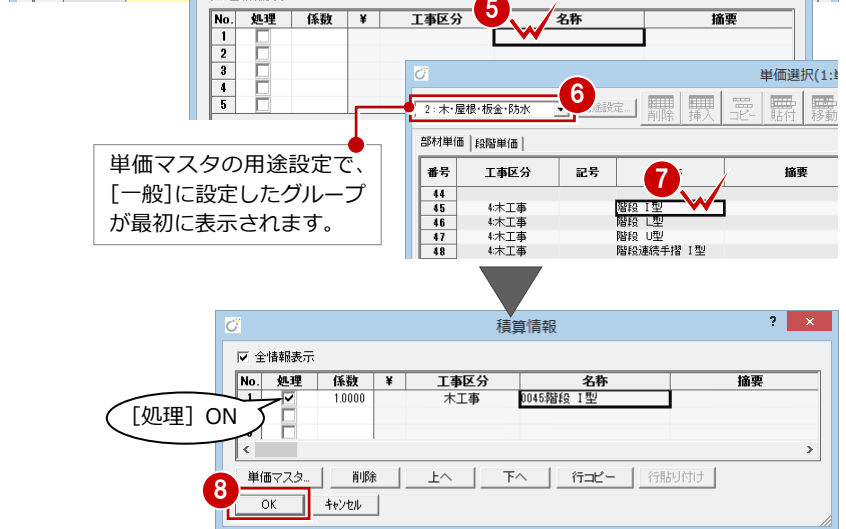 No. 処理 係数 ¥ 工事区分 名称 摘要
5
1
2
3
4
5
単価選択(1:
6
2:木・屋根・板金・防水
削除 挿入 コピー 貼付 移動
部材単価 段階単価
番号 工事区分 記号 摘要
7
44
45 4:木工事 階段 I型
46 4:木工事 階段 L型
47 4:木工事 階段 U型
48 4:木工事 階段連続手摺 I型
単価マスタの用途設定で、
[一般]に設定したグループ
が最初に表示されます。
積算情報 ? ×
全情報表示
No. 処理 係数 ¥ 工事区分 名称 摘要
1 1.0000 木工事 0045:階段 I型
[処理] ON
< >
単価マスタ... 削除 上へ 下へ 行コピー 行貼り付け
8
OK キャンセル